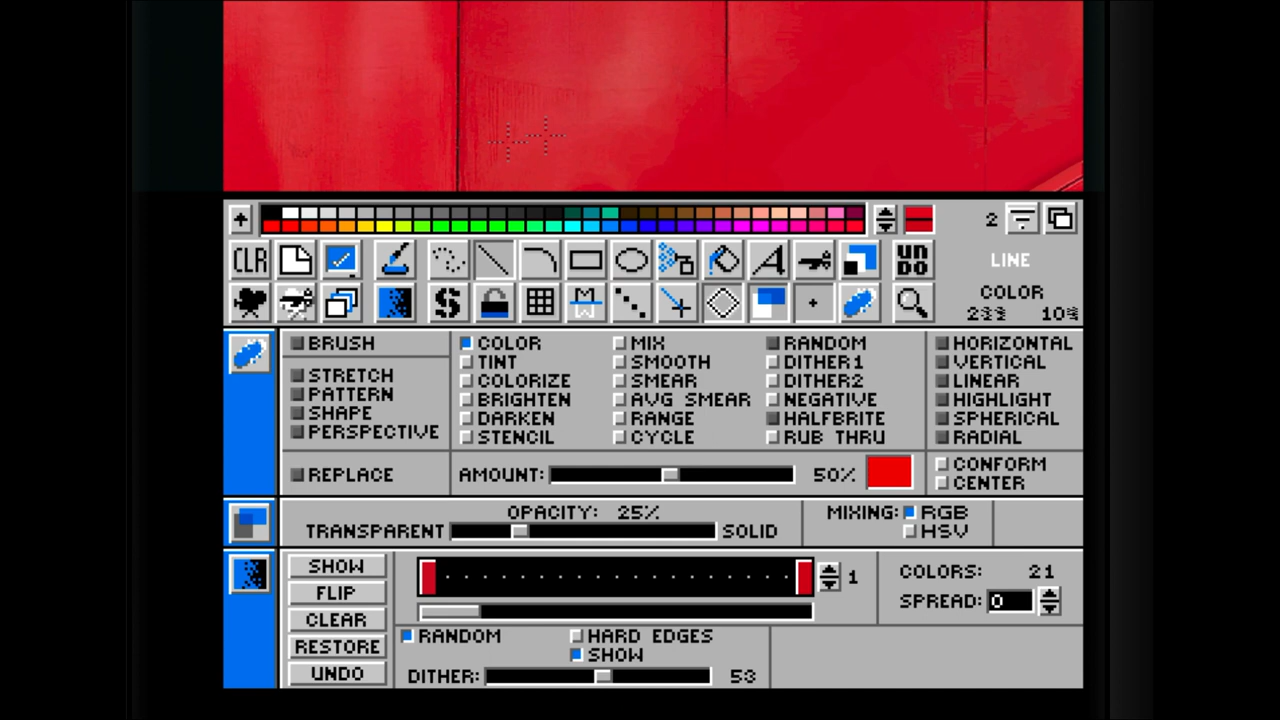 2
CLR
A
UN
DO
LINE
COLOR
S
BRUSH
STRETCH
PATTERN
SHAPE
PERSPECTIVE
REPLACE
COLOR
TINT
COLORIZE
BRIGHTEN
DARKEN
STENCIL
MIX
SMOOTH
SMEAR
AVG SMEAR
RANGE
CYCLE
RANDOM
DITHER1
DITHER2
NEGATIVE
HALFBRITE
RUB THRU
HORIZONTAL
VERTICAL
LINEAR
HIGHLIGHT
SPHERICAL
RADIAL
AMOUNT: 50%
CONFORM
CENTER
OPACITY: 25%
TRANSPARENT SOLID
MIXING: RGB
HSV
SHOW
FLIP
CLEAR
RESTORE
UNDO
1
RANDOM
HARD EDGES
SHOW
DITHER: 53
COLORS: 21
SPREAD: 0